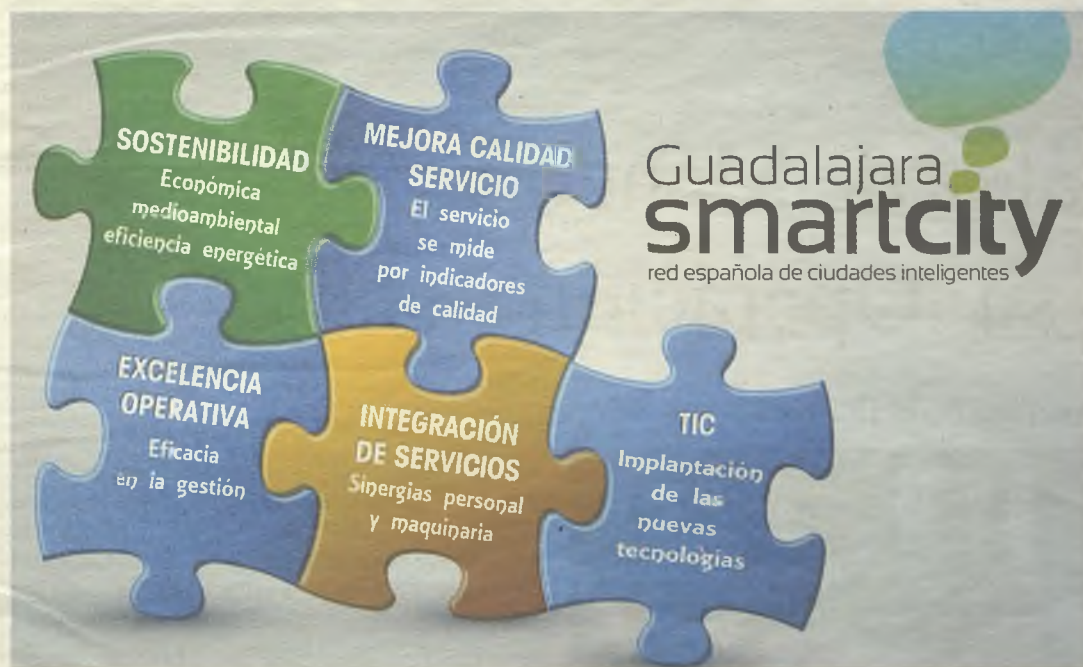 SOSTENIBILIDAD
Económica
medioambiental
eficiencia energética
MEJORA CALIDAD
SERVICIO
El servicio
se mide
por indicadores
de calidad
Guadalajara
smartcity
red española de ciudades inteligentes
EXCELENCIA
OPERATIVA
Eficacia
en la gestión
INTEGRACIÓN
DE SERVICIOS
Sinergias personal
y maquinaria
TIC
Implantación
de las
nuevas
tecnologías